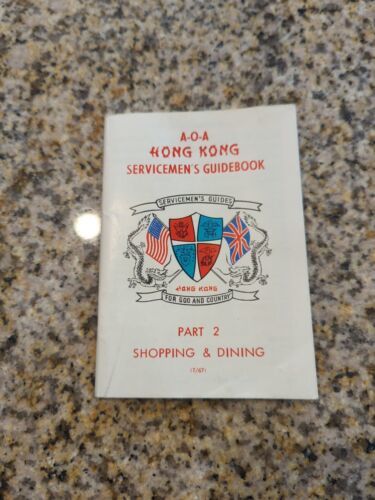 A-O-A
HONG KONG
SERVICEMEN'S GUIDEBOOK
SERVICEMEN'S GUIDES
HONG KONG
"FOR GOD AND COUNTRY"
PART 2
SHOPPING & DINING
(7/67)